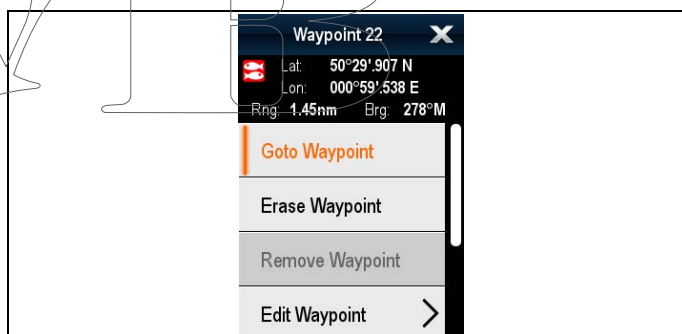 Waypoint 22 X
Lat: 50°29'.907 N
Lon: 000°59'.538 E
Rng: 1.45nm Brg: 278°M
Goto Waypoint
Erase Waypoint
Remove Waypoint
Edit Waypoint >